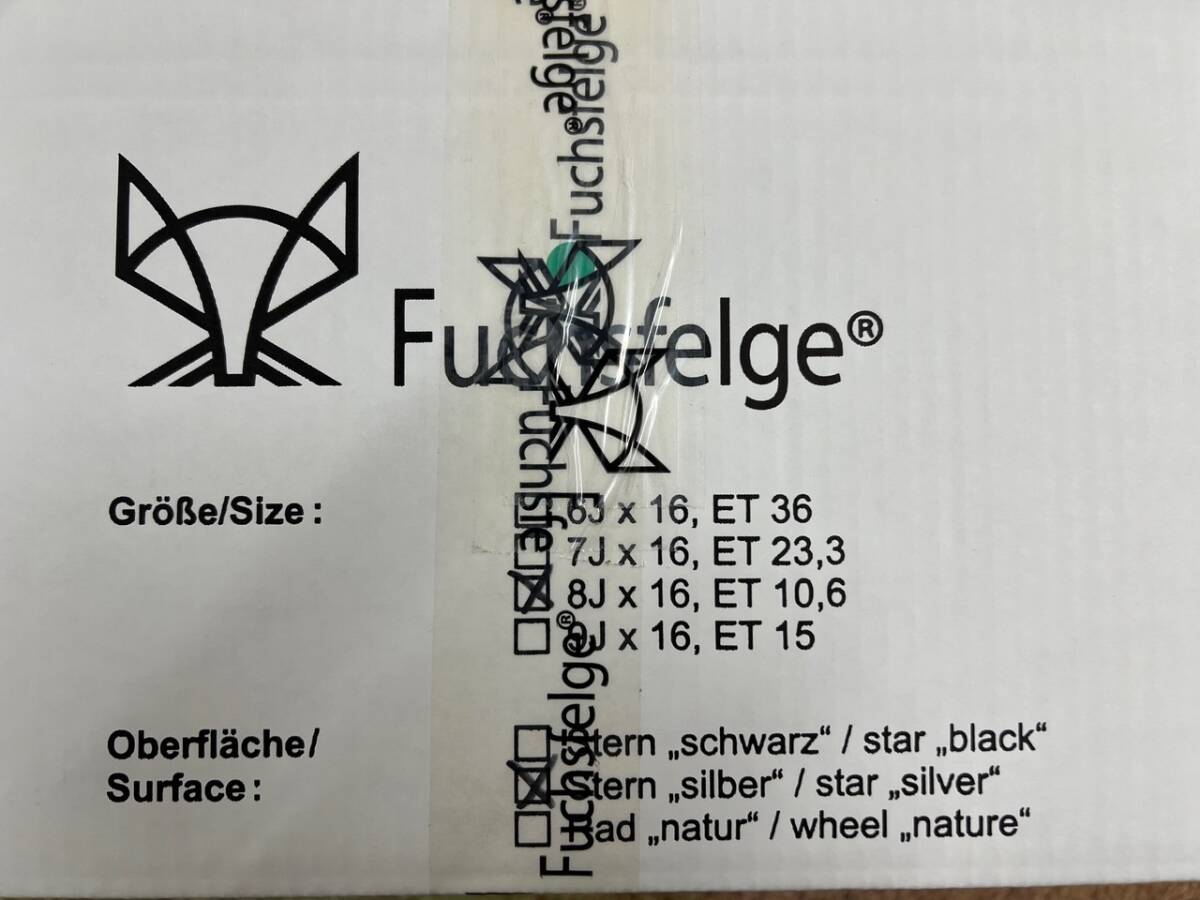 felge®
Fuchsfelge®
Fuchsfelge®
Fuchsfe
Fuchsfelge®
Größe/Size :
6J x 16, ET 36
7J x 16, ET 23,3
8J x 16, ET 10,6
9J x 16, ET 15
Oberfläche/
Surface :
Stern „schwarz“ / star „black“
Stern „silber“ / star „silver“
Rad „natur“ / wheel „nature“
Fuchsfelge®